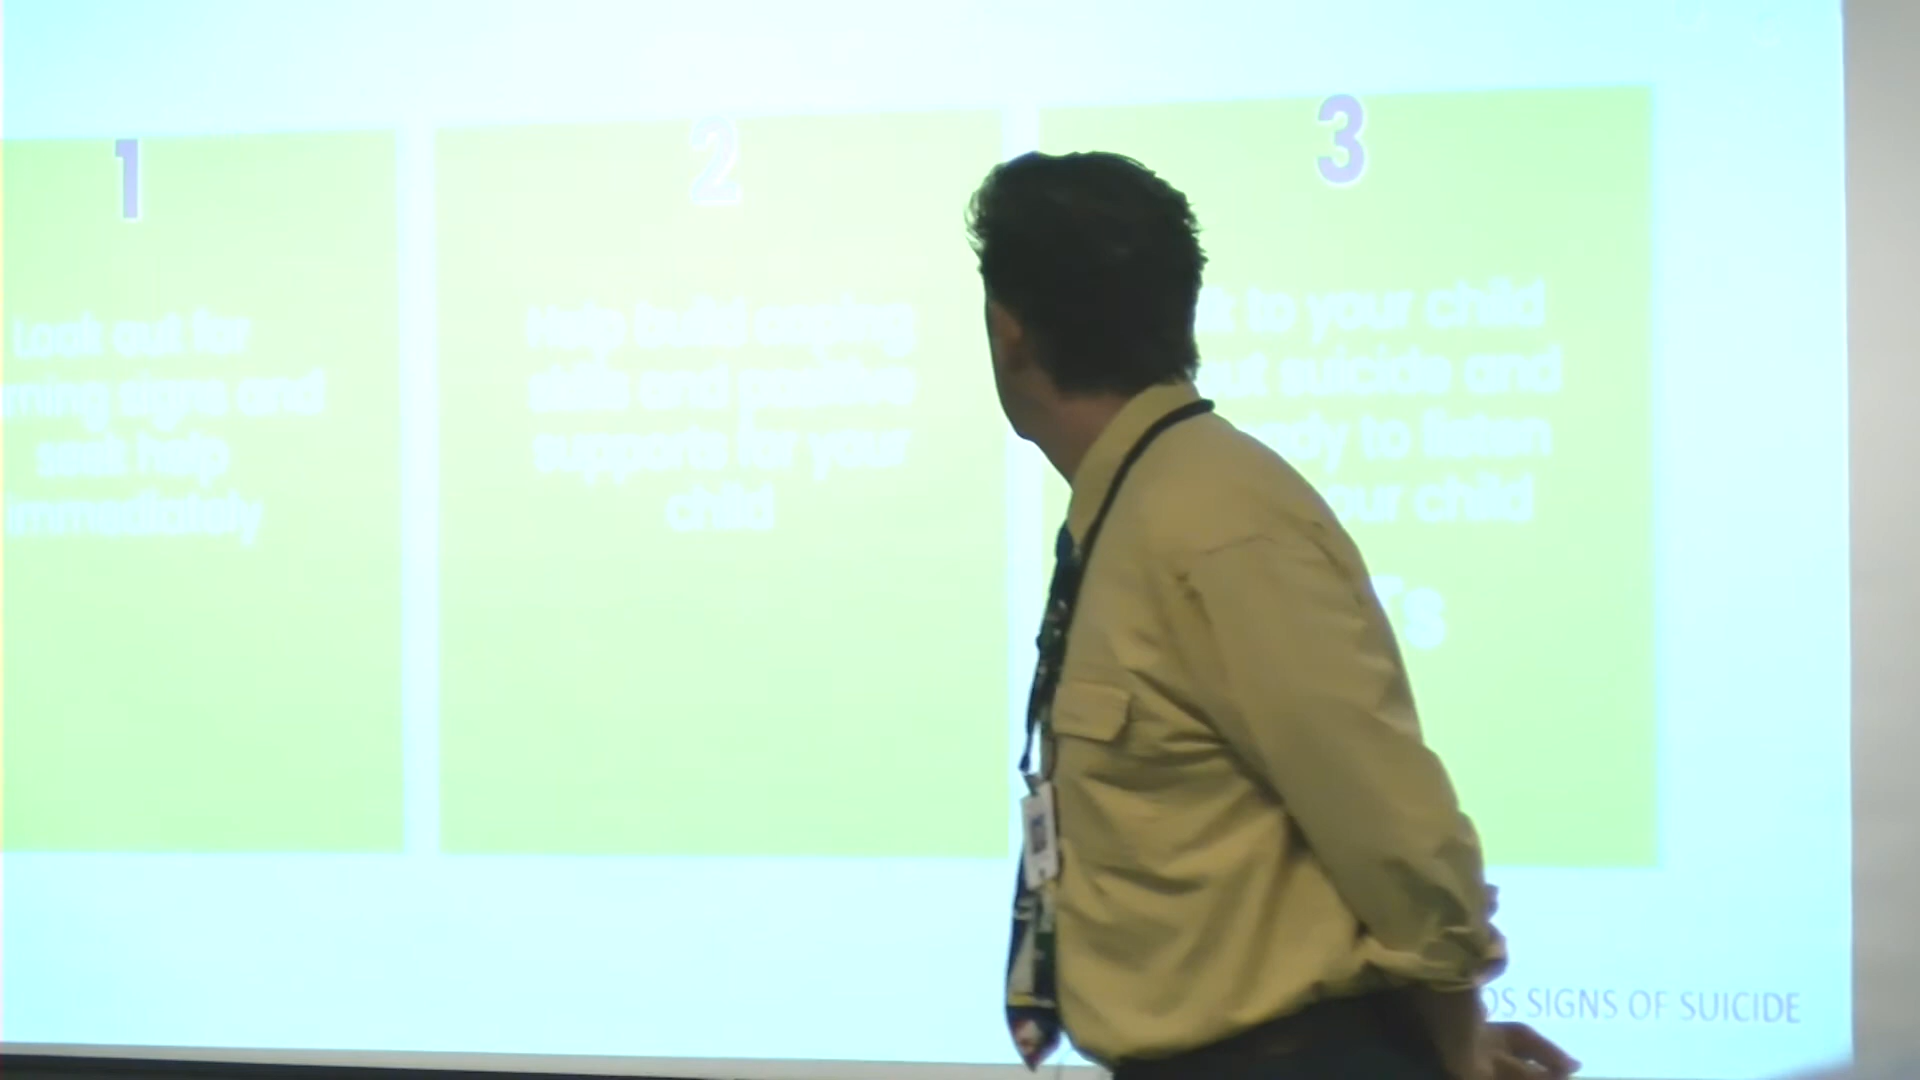 1
Look out for
rning signs and
seek help
immediately
2
Help build coping
skills and positive
supports for your
child
3
k to your child
ut suicide and
ady to listen
our child
's
OS SIGNS OF SUICIDE